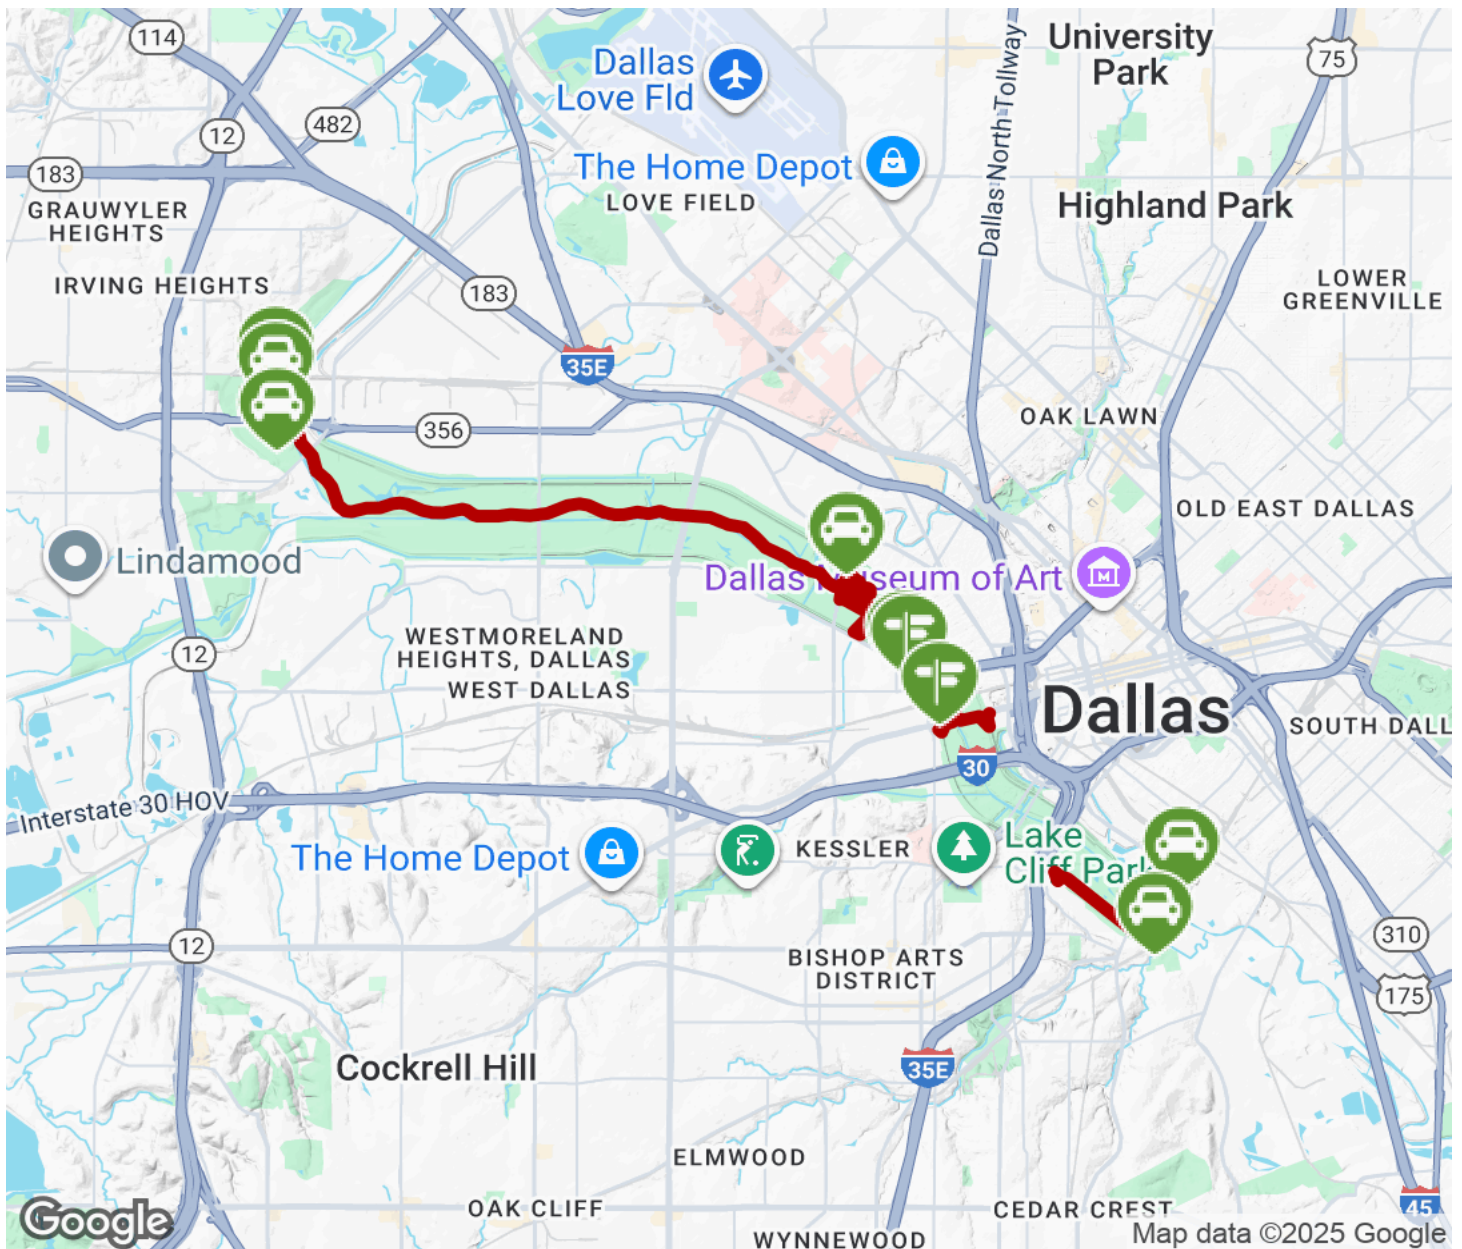 114
University
Park
75
Dallas
Love Fld
Dallas North Tollway
482
12
The Home Depot
183
LOVE FIELD
Highland Park
GRAUWYLER
HEIGHTS
IRVING HEIGHTS
183
LOWER
GREENVILLE
35E
OAK LAWN
356
OLD EAST DALLAS
Lindamood
Dallas Museum of Art
M
WESTMORELAND
HEIGHTS, DALLAS
WEST DALLAS
12
Dallas
SOUTH DALL
30
Interstate 30 HOV
The Home Depot
KESSLER
Lake
Cliff Park
12
310
BISHOP ARTS
DISTRICT
175
Cockrell Hill
35E
ELMWOOD
OAK CLIFF
CEDAR CREST
45
WYNNEWOOD
Google
Map data ©2025 Google